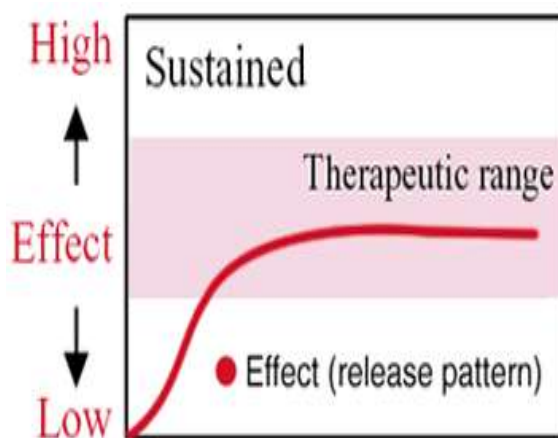 High
Sustained
Therapeutic range
Effect
Effect (release pattern)
Low